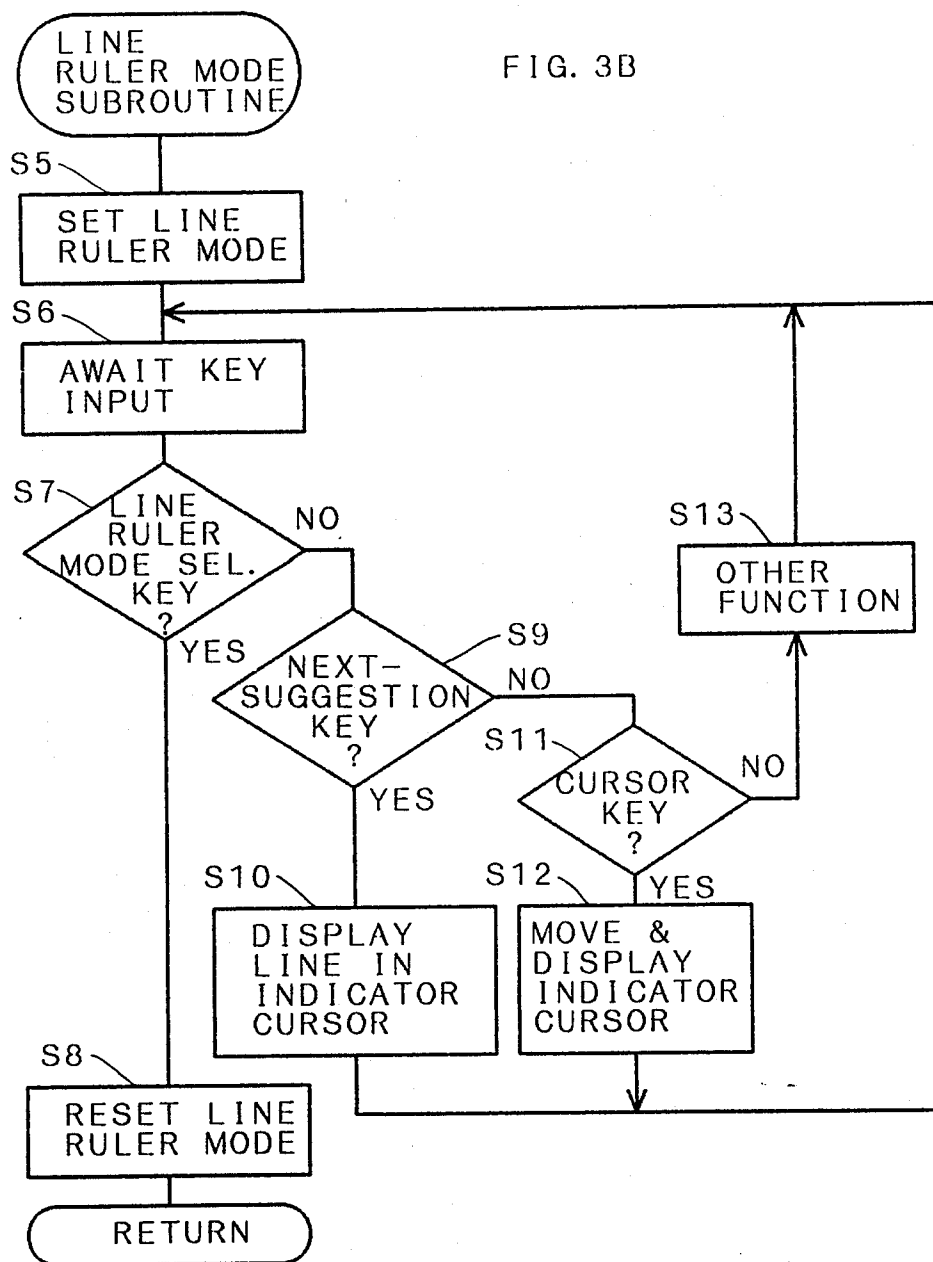 LINE
RULER MODE
SUBROUTINE
FIG. 3B
S5
SET LINE
RULER MODE
S6
AWAIT KEY
INPUT
S7
LINE
RULER
MODE SEL.
KEY
?
NO
YES
S13
OTHER
FUNCTION
S9
NEXT-
SUGGESTION
KEY
?
NO
YES
S11
CURSOR
KEY
?
NO
YES
S10
DISPLAY
LINE IN
INDICATOR
CURSOR
S12
MOVE &
DISPLAY
INDICATOR
CURSOR
S8
RESET LINE
RULER MODE
RETURN